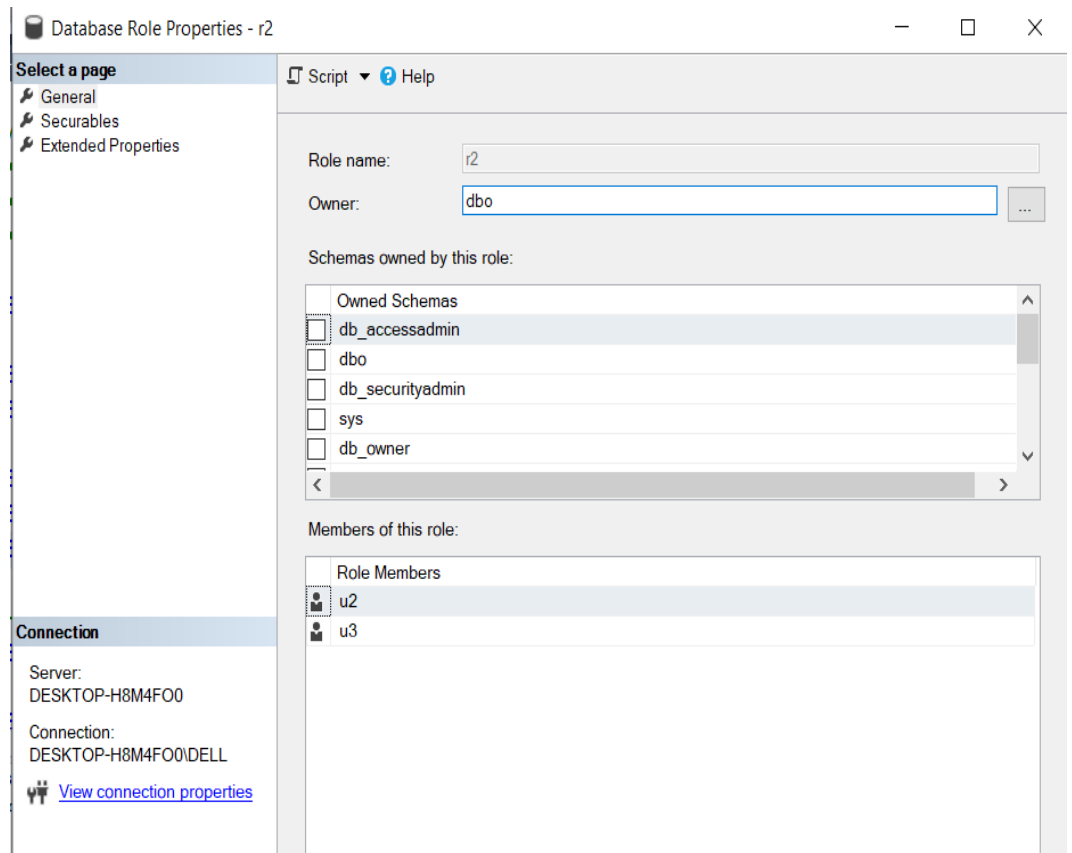 Database Role Properties - r2
Select a page
General
Securables
Extended Properties
Script
Help
Role name:
r2
Owner:
dbo
...
Schemas owned by this role:
Owned Schemas
db_accessadmin
dbo
db_securityadmin
sys
db_owner
Members of this role:
Role Members
u2
u3
Connection
Server:
DESKTOP-H8M4FO0
Connection:
DESKTOP-H8M4FO0\DELL
View connection properties